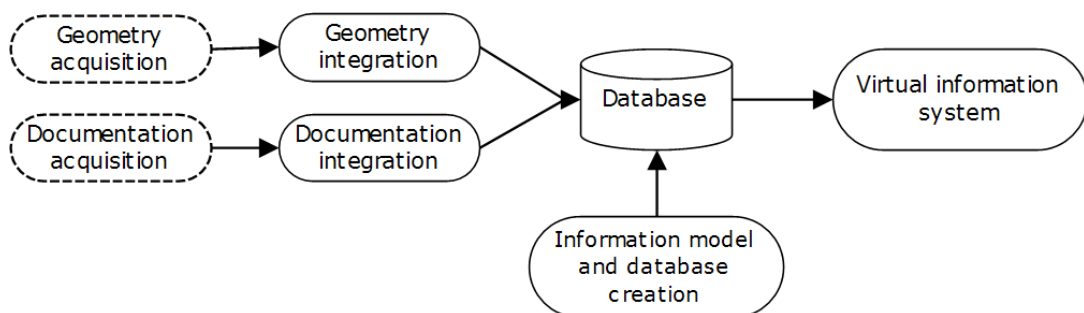 Geometry
acquisition
Geometry
integration
Database
Virtual information
system
Documentation
acquisition
Documentation
integration
Information model
and database
creation